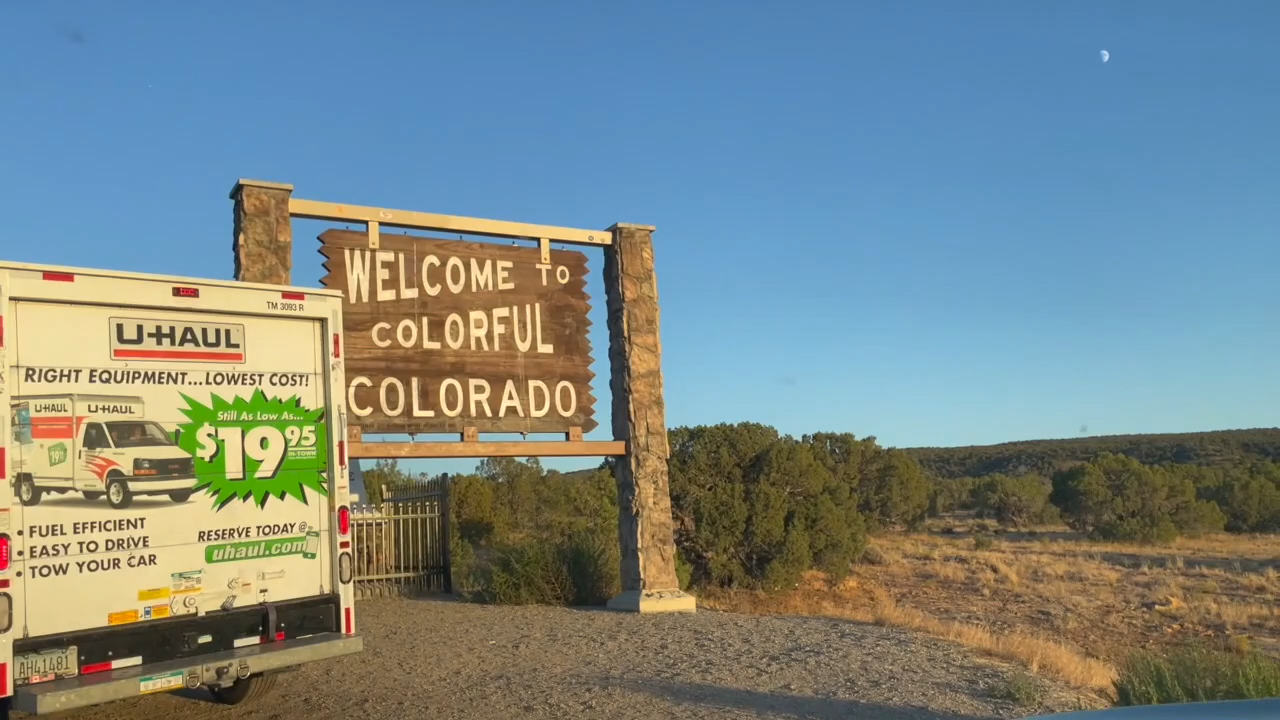 WELCOME TO
COLORFUL
COLORADO
TM 3093 R
U-HAUL
RIGHT EQUIPMENT...LOWEST COST!
U-HAUL U-HAUL
Still As Low As...
$19 95
IN-TOWN
FUEL EFFICIENT
EASY TO DRIVE
TOW YOUR CAR
RESERVE TODAY @
uhaul.com
AH41481